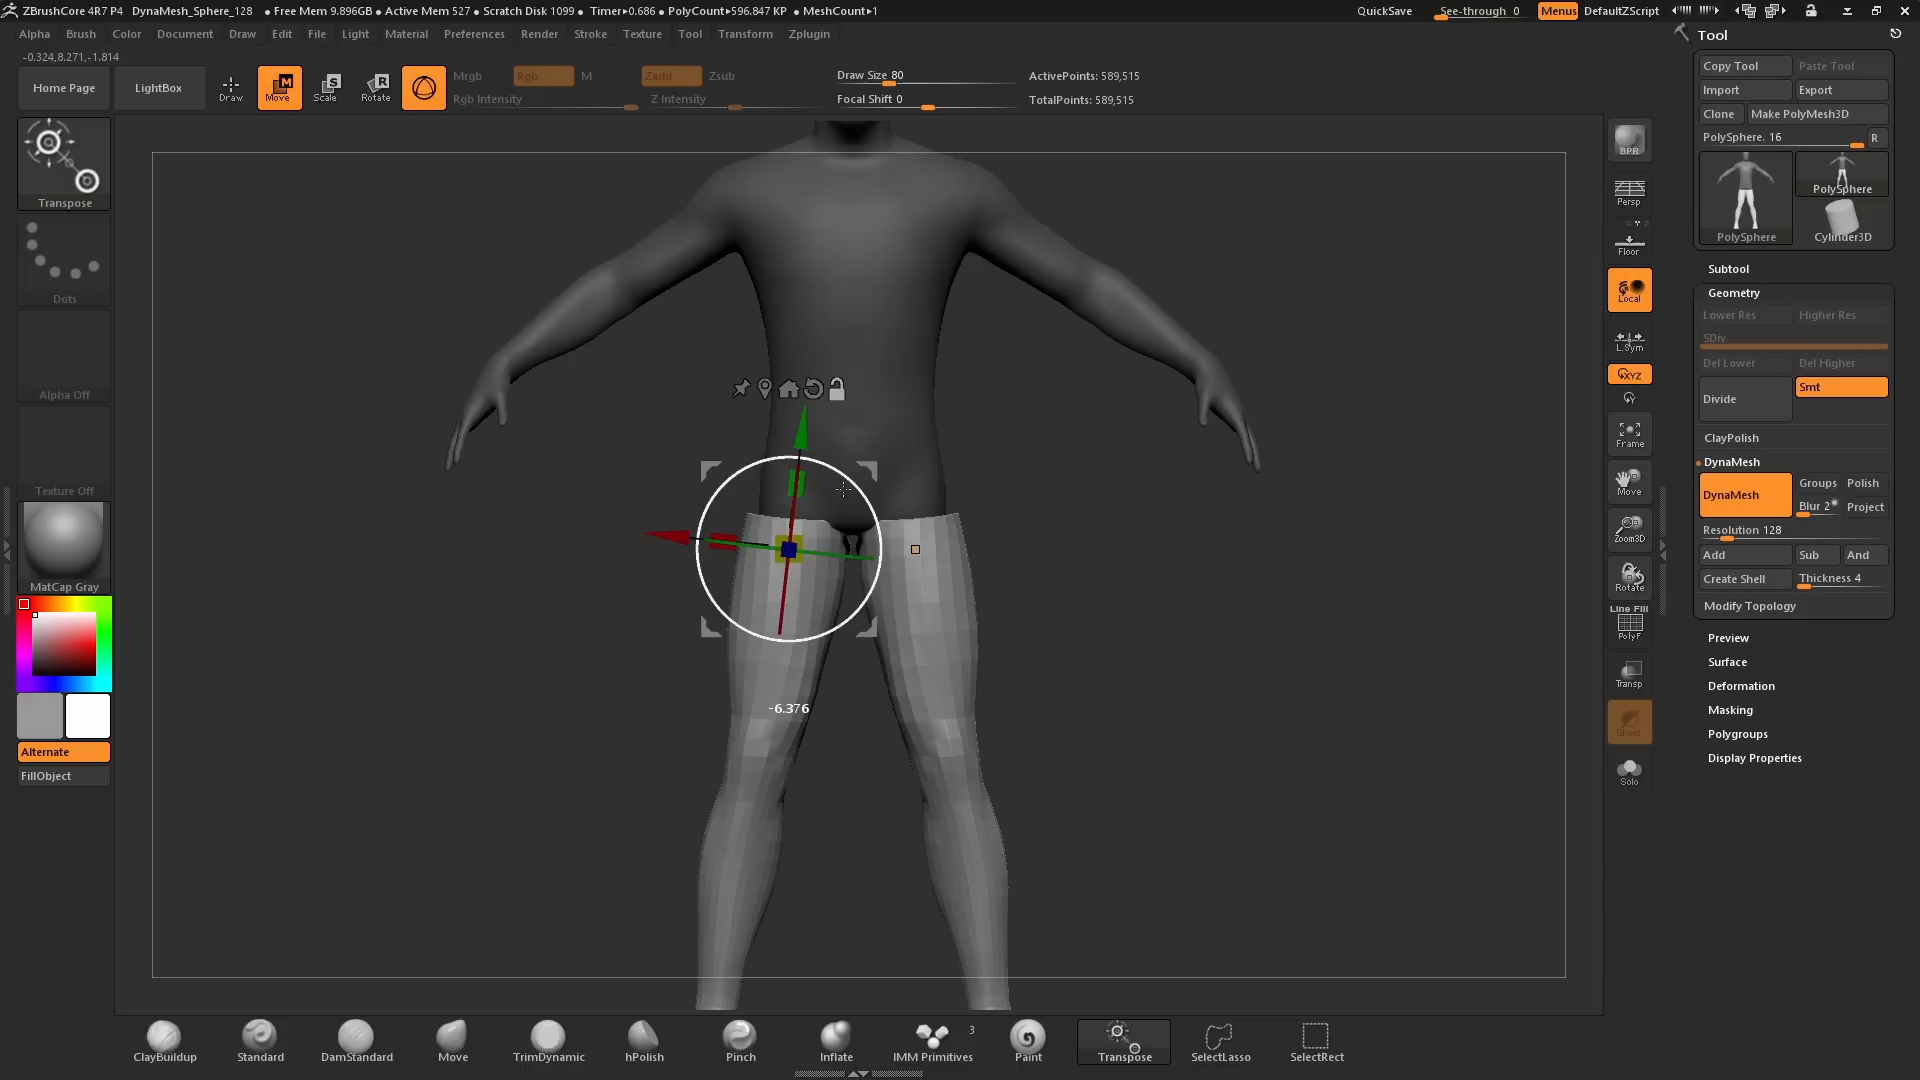 ZBrushCore 4R7 P4 DynaMesh_Sphere_128 ● Free Mem 9.896GB ● Active Mem 527 ● Scratch Disk 1099 ● Timer▸0.686 ● PolyCount▸596.847 KP ● MeshCount▸1 QuickSave See-through 0 Menus DefaultZScript
Alpha Brush Color Document Draw Edit File Light Material Preferences Render Stroke Texture Tool Transform Zplugin
-0.324,8.271,-1.814
Home Page LightBox Draw Move Scale Rotate
M S R
Mrgb Rgb M Zadd Zsub
Rgb Intensity Z Intensity
Draw Size 80
Focal Shift 0
ActivePoints: 589,515
TotalPoints: 589,515
Transpose
Dots
Alpha Off
Texture Off
MatCap Gray
Alternate
FillObject
-6.376
BPR
Persp
Floor
Local
L.Sym
XYZ
Y
Frame
Move
Zoom3D
Rotate
Line Fill
PolyF
Transp
Ghost
Solo
Tool
Copy Tool Paste Tool
Import Export
Clone Make PolyMesh3D
PolySphere. 16 R
PolySphere
PolySphere Cylinder3D
Subtool
Geometry
Lower Res Higher Res
SDiv
Del Lower Del Higher
Divide Smt
ClayPolish
DynaMesh
DynaMesh Groups Polish
Blur 2 Project
Resolution 128
Add Sub And
Create Shell Thickness 4
Modify Topology
Preview
Surface
Deformation
Masking
Polygroups
Display Properties
3
ClayBuildup Standard DamStandard Move TrimDynamic hPolish Pinch Inflate IMM Primitives Paint Transpose SelectLasso SelectRect